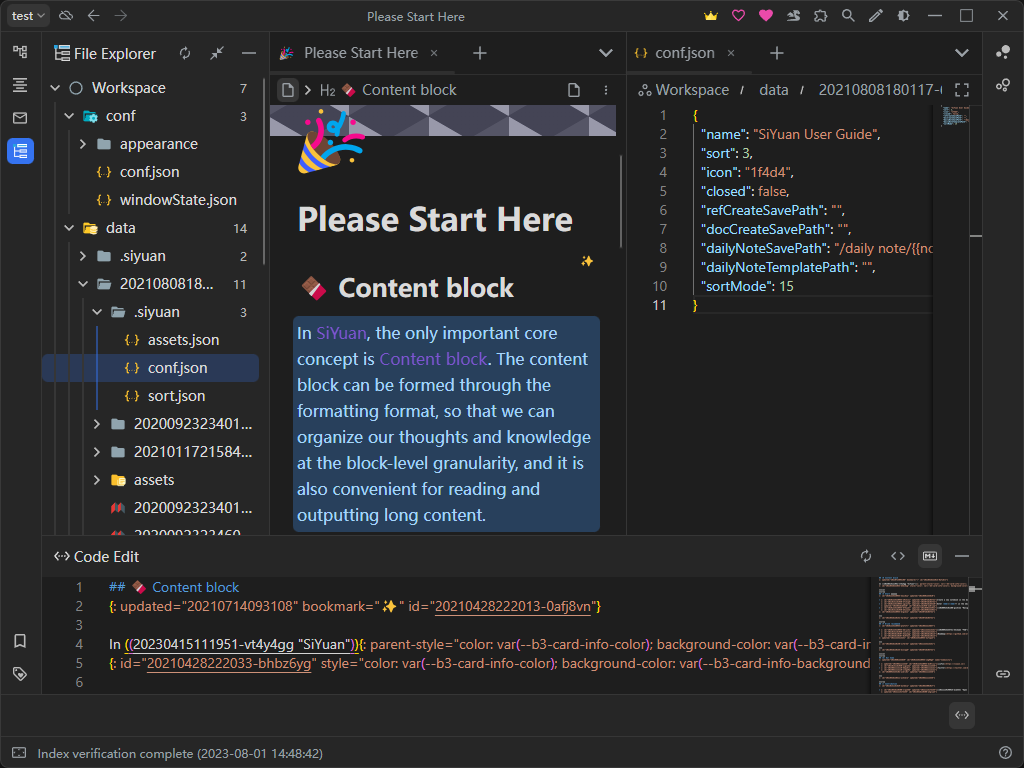 test
Please Start Here
File Explorer
Workspace 7
conf 3
appearance
conf.json
windowState.json
data 14
.siyuan 2
2021080818... 11
.siyuan 3
assets.json
conf.json
sort.json
2020092323401...
2021011721584...
assets
2020092323401...
Please Start Here
H2 Content block
Please Start Here
Content block
In SiYuan, the only important core
concept is Content block. The content
block can be formed through the
formatting format, so that we can
organize our thoughts and knowledge
at the block-level granularity, and it is
also convenient for reading and
outputting long content.
conf.json
Workspace / data / 20210808180117-
1 {
2 "name": "SiYuan User Guide",
3 "sort": 3,
4 "icon": "1f4d4",
5 "closed": false,
6 "refCreateSavePath": "",
7 "docCreateSavePath": "",
8 "dailyNoteSavePath": "/daily note/{{no
9 "dailyNoteTemplatePath": "",
10 "sortMode": 15
11 }
Code Edit
1 ## 🍫 Content block
2 {: updated="20210714093108" bookmark="✨" id="20210428222013-0afj8vn"}
3
4 In ((20230415111951-vt4y4gg "SiYuan")){: parent-style="color: var(--b3-card-info-color); background-color: var(--b3-card-in
5 {: id="20210428222033-bhbz6yg" style="color: var(--b3-card-info-color); background-color: var(--b3-card-info-background
6
Index verification complete (2023-08-01 14:48:42)